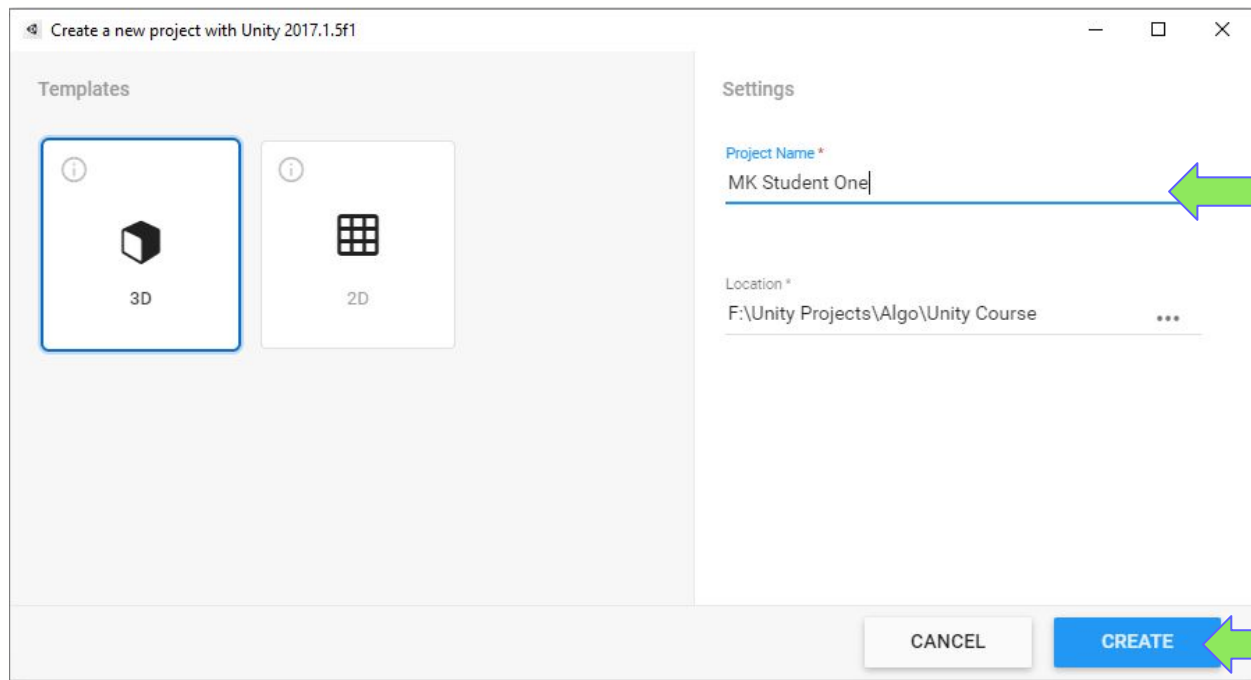 Create a new project with Unity 2017.1.5f1
Templates
3D
2D
Settings
Project Name *
MK Student One
Location *
F:\Unity Projects\Algo\Unity Course
...
CANCEL
CREATE